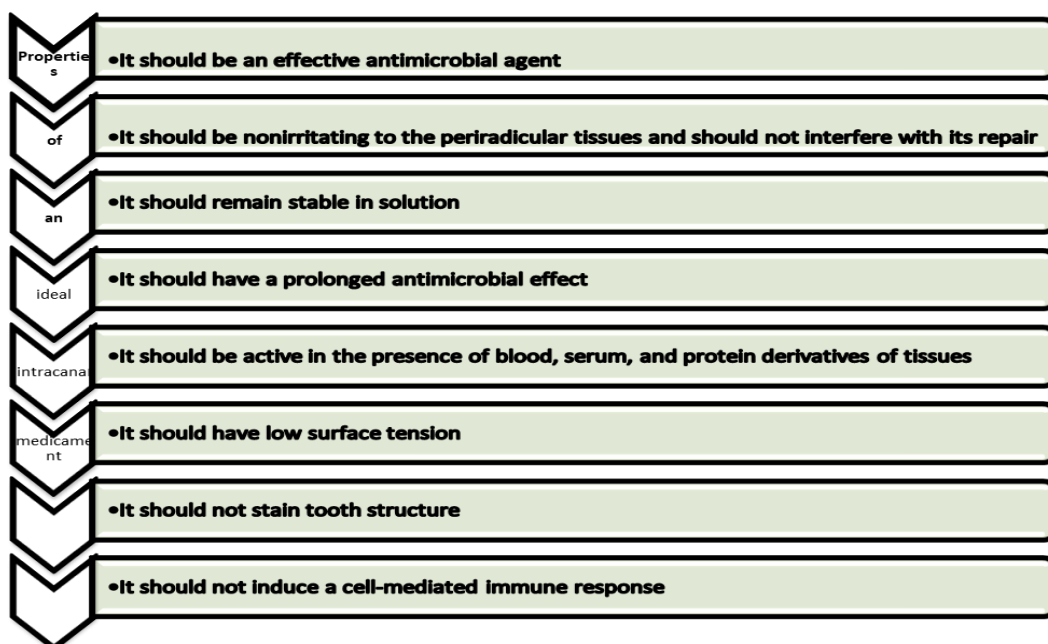 Propertie
s
•It should be an effective antimicrobial agent
of
•It should be nonirritating to the periradicular tissues and should not interfere with its repair
an
•It should remain stable in solution
ideal
•It should have a prolonged antimicrobial effect
intracanal
•It should be active in the presence of blood, serum, and protein derivatives of tissues
medicame
nt
•It should have low surface tension
•It should not stain tooth structure
•It should not induce a cell-mediated immune response